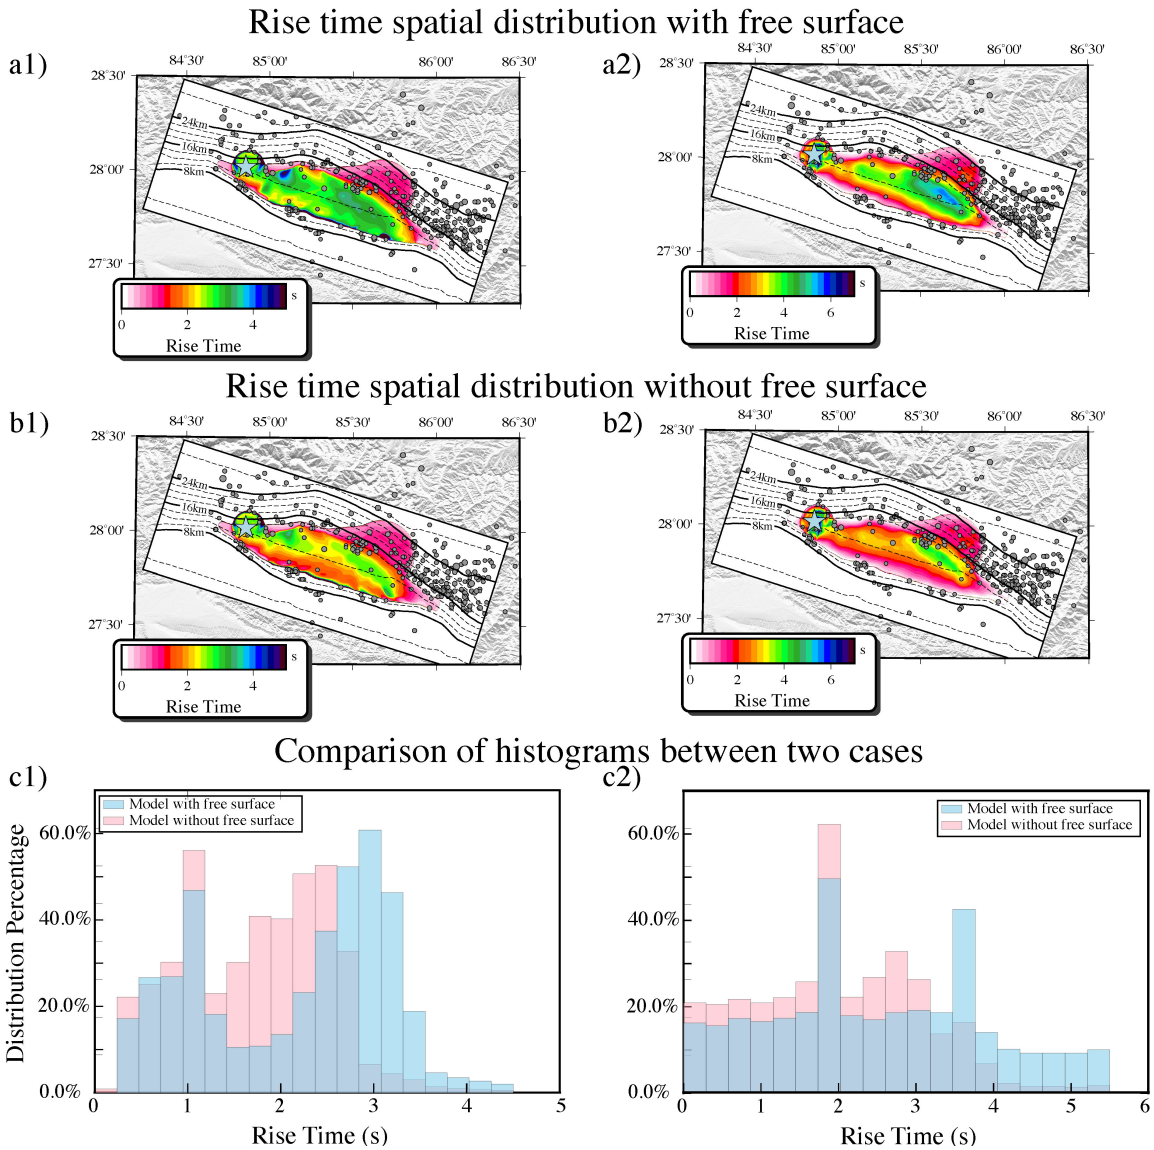 Rise time spatial distribution with free surface
a1)
a2)
84˚30'
85˚00'
85˚30'
86˚00'
86˚30'
84˚30'
85˚00'
85˚30'
86˚00'
86˚30'
28˚30'
28˚00'
27˚30'
28˚30'
28˚00'
27˚30'
24km
16km
8km
24km
16km
8km
s
0 2 4
Rise Time
s
0 2 4 6
Rise Time
Rise time spatial distribution without free surface
b1)
b2)
84˚30'
85˚00'
85˚30'
86˚00'
86˚30'
84˚30'
85˚00'
85˚30'
86˚00'
86˚30'
28˚30'
28˚00'
27˚30'
28˚30'
28˚00'
27˚30'
24km
16km
8km
24km
16km
8km
s
0 2 4
Rise Time
s
0 2 4 6
Rise Time
Comparison of histograms between two cases
c1)
c2)
Model with free surface
Model without free surface
Model with free surface
Model without free surface
Distribution Percentage
60.0%
40.0%
20.0%
0.0%
60.0%
40.0%
20.0%
0.0%
0 1 2 3 4 5
Rise Time (s)
0 1 2 3 4 5 6
Rise Time (s)